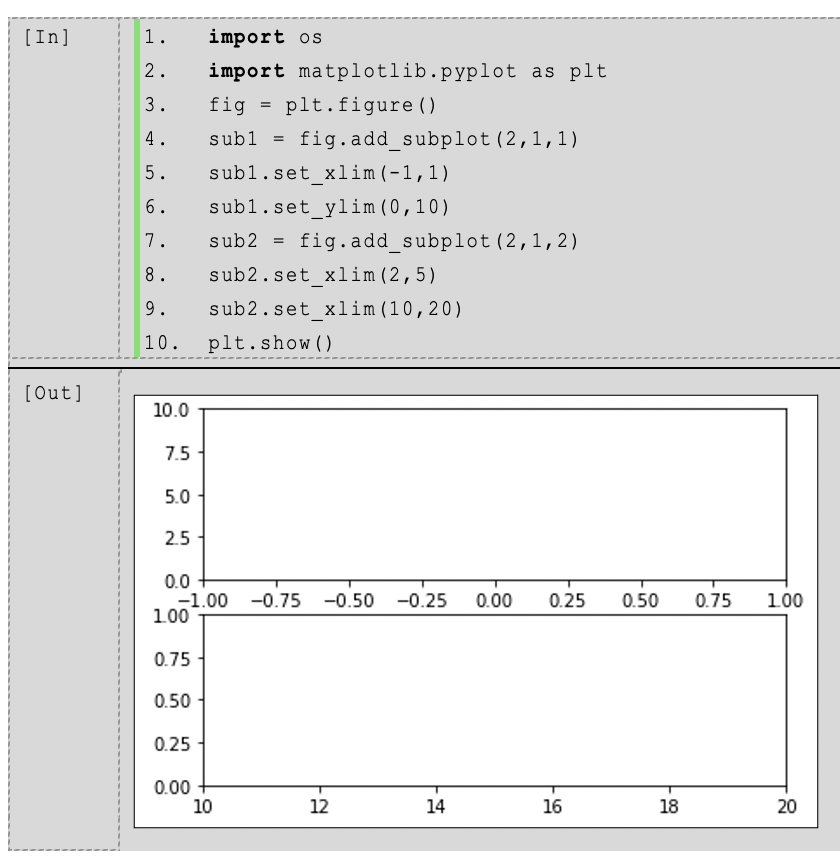 [In]
1. import os
2. import matplotlib.pyplot as plt
3. fig = plt.figure()
4. sub1 = fig.add_subplot(2,1,1)
5. sub1.set_xlim(-1,1)
6. sub1.set_ylim(0,10)
7. sub2 = fig.add_subplot(2,1,2)
8. sub2.set_xlim(2,5)
9. sub2.set_xlim(10,20)
10. plt.show()
[Out]
10.0
7.5
5.0
2.5
0.0
−1.00 −0.75 −0.50 −0.25 0.00 0.25 0.50 0.75 1.00
1.00
0.75
0.50
0.25
0.00
10 12 14 16 18 20